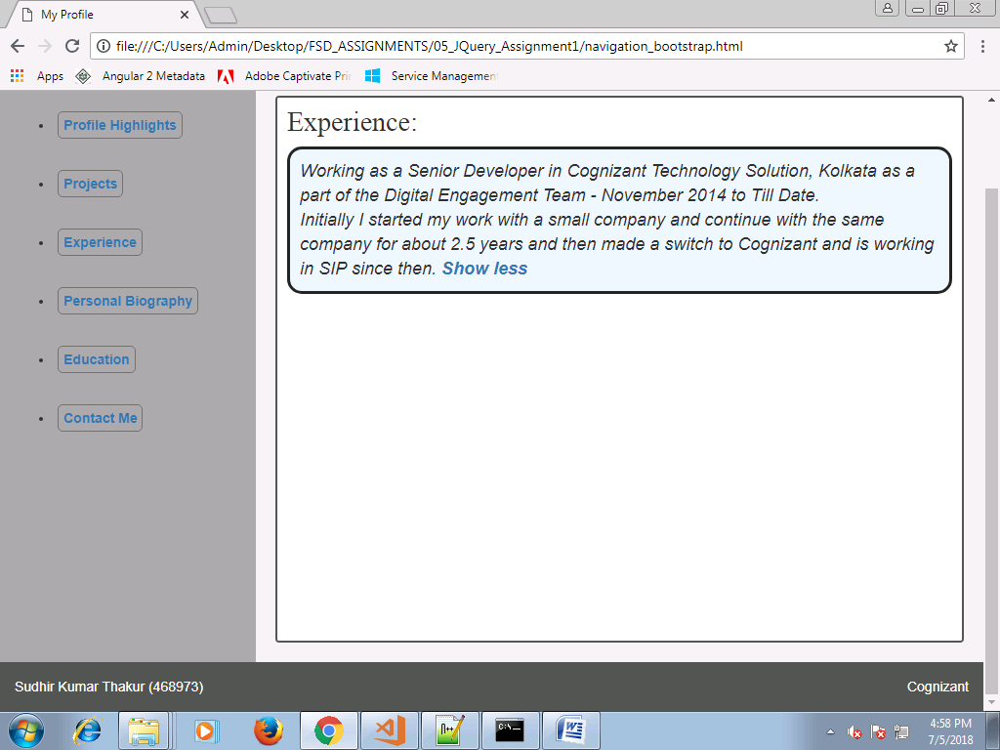 My Profile
file:///C:/Users/Admin/Desktop/FSD_ASSIGNMENTS/05_JQuery_Assignment1/navigation_bootstrap.html
Apps Angular 2 Metadata Adobe Captivate Pri Service Managemen
Profile Highlights
Projects
Experience
Personal Biography
Education
Contact Me
Experience:
Working as a Senior Developer in Cognizant Technology Solution, Kolkata as a
part of the Digital Engagement Team - November 2014 to Till Date.
Initially I started my work with a small company and continue with the same
company for about 2.5 years and then made a switch to Cognizant and is working
in SIP since then. Show less
Sudhir Kumar Thakur (468973) Cognizant
4:58 PM
7/5/2018